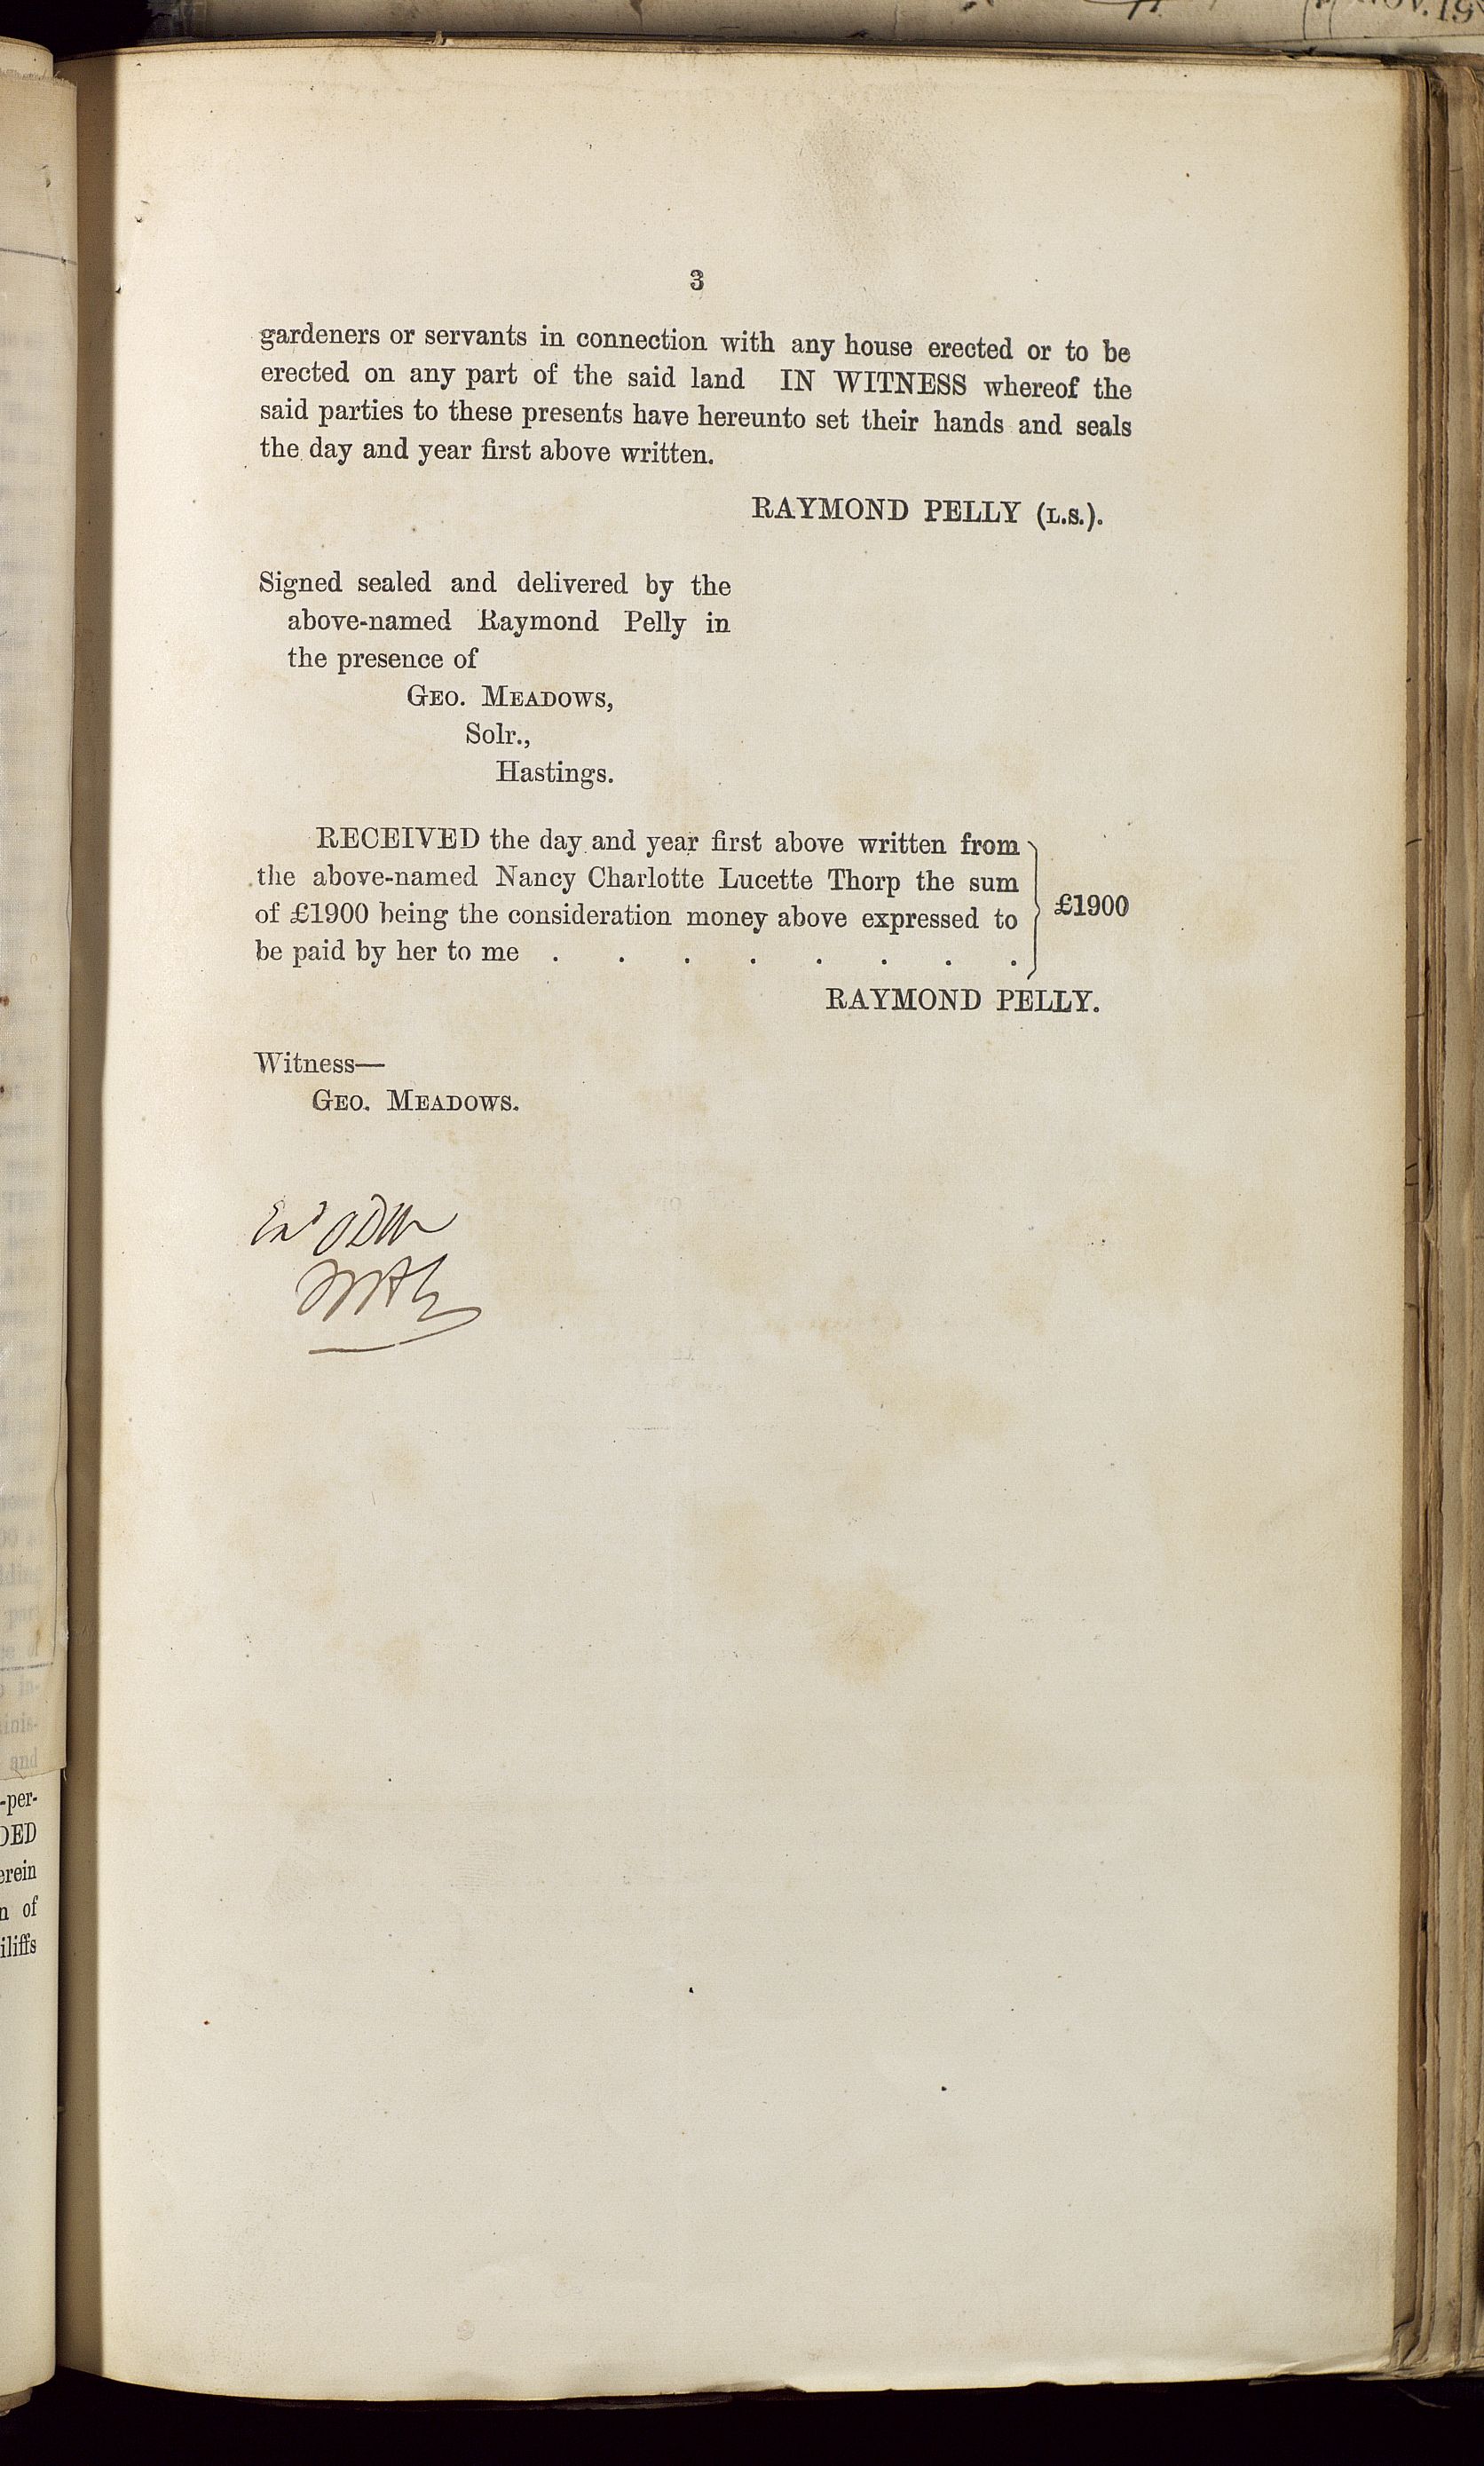 3
gardeners or servants in connection with any house erected or to be
erected on any part of the said land IN WITNESS whereof the
said parties to these presents have hereunto set their hands and seals
the day and year first above written.
RAYMOND PELLY (L.S.).
Signed sealed and delivered by the
above-named Raymond Pelly in
the presence of
GEO. MEADOWS,
Solr.,
Hastings.
RECEIVED the day and year first above written from
the above-named Nancy Charlotte Lucette Thorp the sum
of £1900 being the consideration money above expressed to
be paid by her to me . . . . . . . .
£1900
RAYMOND PELLY.
Witness—
GEO. MEADOWS.
and
-per-
erein
of